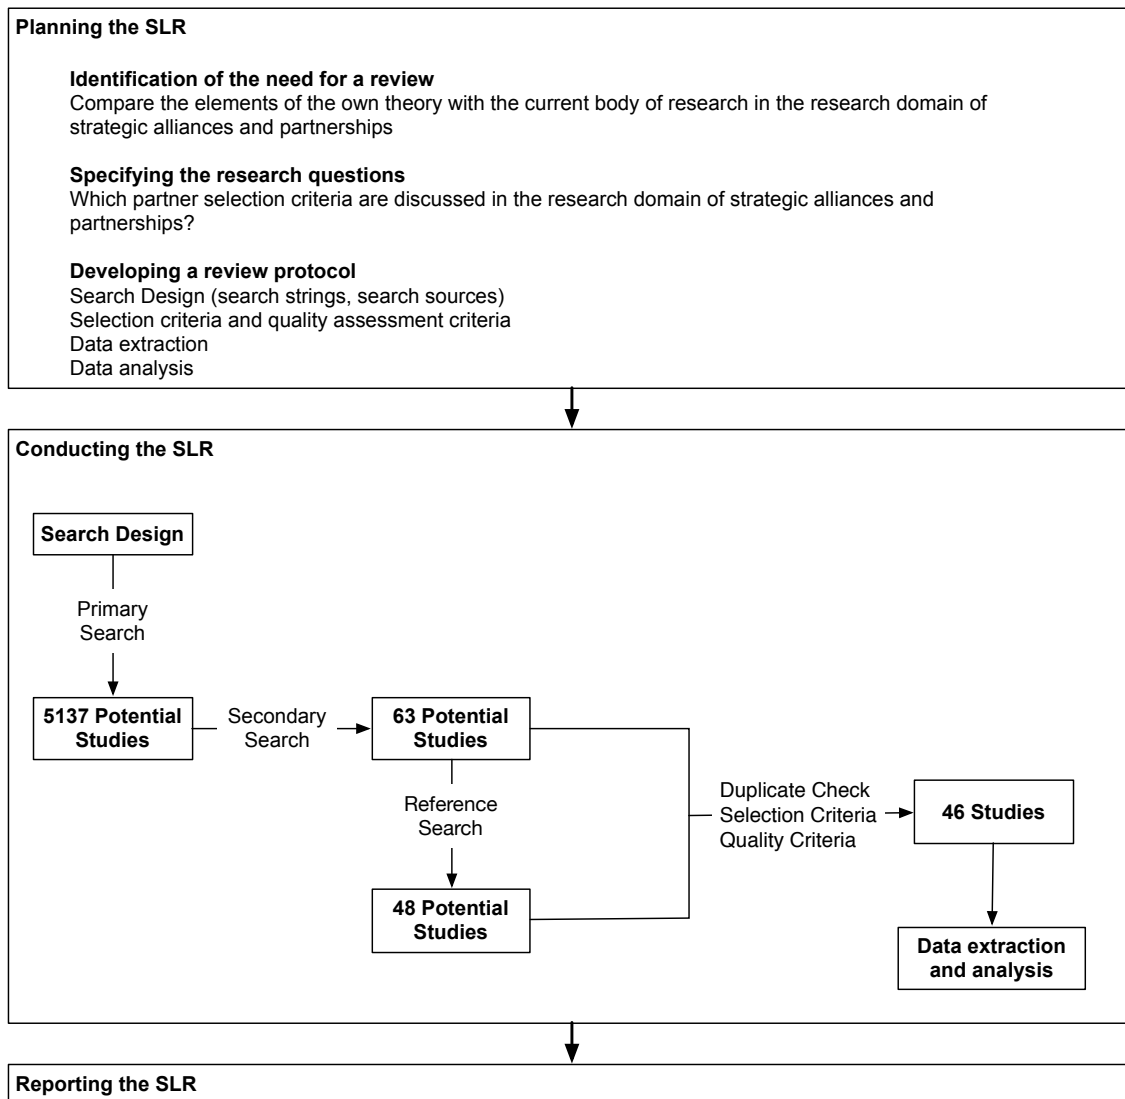 Planning the SLR
Identification of the need for a review
Compare the elements of the own theory with the current body of research in the research domain of
strategic alliances and partnerships
Specifying the research questions
Which partner selection criteria are discussed in the research domain of strategic alliances and
partnerships?
Developing a review protocol
Search Design (search strings, search sources)
Selection criteria and quality assessment criteria
Data extraction
Data analysis
Conducting the SLR
Search Design
Primary
Search
5137 Potential
Studies
Secondary
Search
63 Potential
Studies
Reference
Search
48 Potential
Studies
Duplicate Check
Selection Criteria
Quality Criteria
46 Studies
Data extraction
and analysis
Reporting the SLR